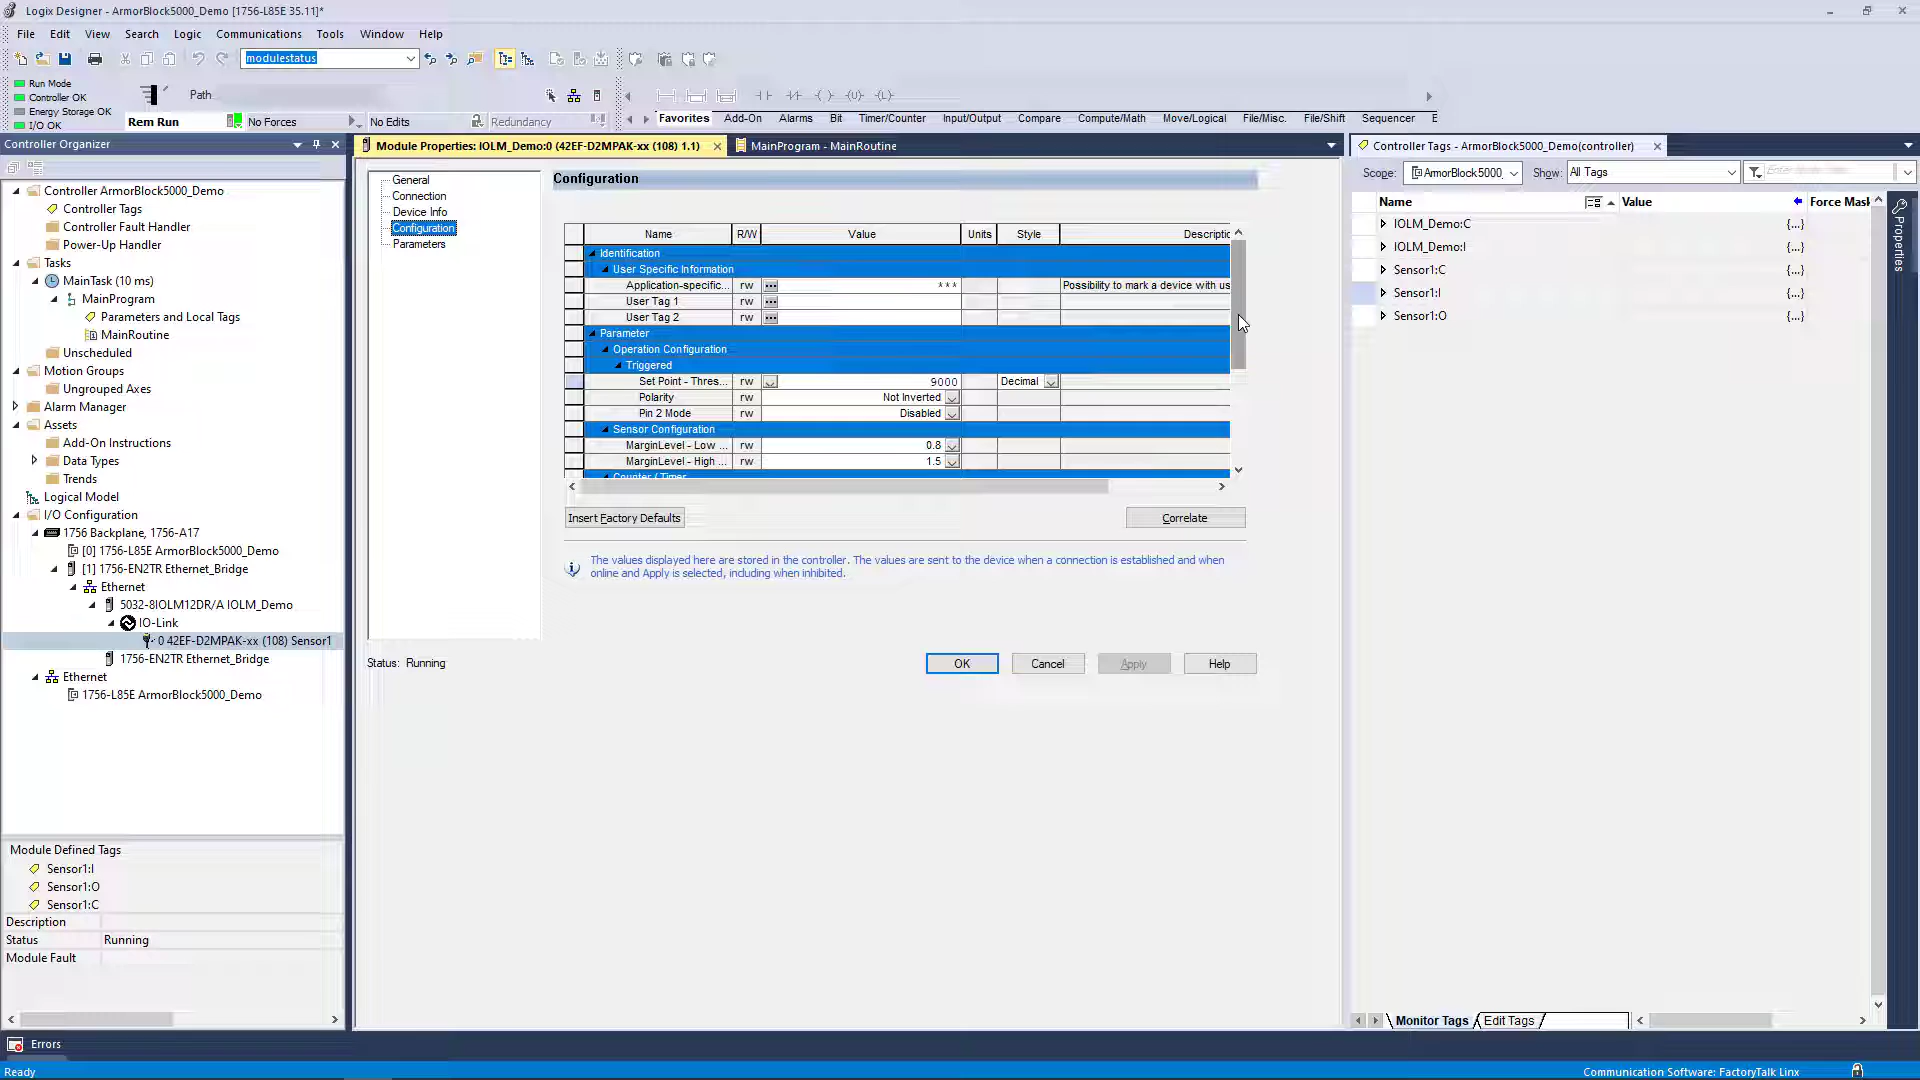 Logix Designer - ArmorBlock5000_Demo [1756-L85E 35.11]*
File Edit View Search Logic Communications Tools Window Help
modulestatus
Run Mode
Controller OK
Energy Storage OK
I/O OK
Path
Rem Run
No Forces
No Edits
Redundancy
Favorites Add-On Alarms Bit Timer/Counter Input/Output Compare Compute/Math Move/Logical File/Misc. File/Shift Sequencer E
Controller Organizer
Controller ArmorBlock5000_Demo
Controller Tags
Controller Fault Handler
Power-Up Handler
Tasks
MainTask (10 ms)
MainProgram
Parameters and Local Tags
MainRoutine
Unscheduled
Motion Groups
Ungrouped Axes
Alarm Manager
Assets
Add-On Instructions
Data Types
Trends
Logical Model
I/O Configuration
1756 Backplane, 1756-A17
[0] 1756-L85E ArmorBlock5000_Demo
[1] 1756-EN2TR Ethernet_Bridge
Ethernet
5032-8IOLM12DR/A IOLM_Demo
IO-Link
0 42EF-D2MPAK-xx (108) Sensor1
1756-EN2TR Ethernet_Bridge
Ethernet
1756-L85E ArmorBlock5000_Demo
Module Defined Tags
Sensor1:I
Sensor1:O
Sensor1:C
Description
Status Running
Module Fault
Module Properties: IOLM_Demo:0 (42EF-D2MPAK-xx (108) 1.1)
MainProgram - MainRoutine
General
Connection
Device Info
Configuration
Parameters
Configuration
Name R/W Value Units Style Descriptic
Identification
User Specific Information
Application-specific... rw ... *** Possibility to mark a device with us
User Tag 1 rw ...
User Tag 2 rw ...
Parameter
Operation Configuration
Triggered
Set Point - Thres... rw 9000 Decimal
Polarity rw Not Inverted
Pin 2 Mode rw Disabled
Sensor Configuration
MarginLevel - Low ... rw 0.8
MarginLevel - High ... rw 1.5
Counter / Timer
Insert Factory Defaults
Correlate
The values displayed here are stored in the controller. The values are sent to the device when a connection is established and when
online and Apply is selected, including when inhibited.
Status: Running
OK Cancel Apply Help
Controller Tags - ArmorBlock5000_Demo(controller)
Scope: ArmorBlock5000_ Show: All Tags
Name Value Force Mask
IOLM_Demo:C {...}
IOLM_Demo:I {...}
Sensor1:C {...}
Sensor1:I {...}
Sensor1:O {...}
Properties
Monitor Tags Edit Tags
Errors
Ready
Communication Software: FactoryTalk Linx